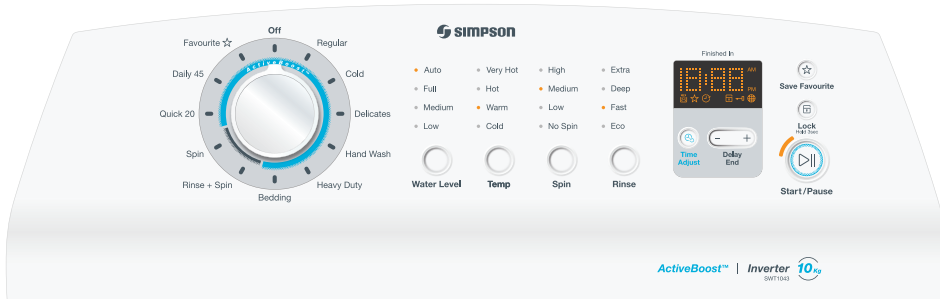 Off
Favourite
Regular
Daily 45
Cold
Quick 20
Delicates
Spin
Hand Wash
Rinse + Spin
Heavy Duty
Bedding
ActiveBoost™
SIMPSON
Auto
Full
Medium
Low
Water Level
Very Hot
Hot
Warm
Cold
Temp
High
Medium
Low
No Spin
Spin
Extra
Deep
Fast
Eco
Rinse
Finished In
18:88 AM
PM
Time
Adjust
- +
Delay
End
Save Favourite
Lock
Hold 3sec
Start/Pause
ActiveBoost™ | Inverter 10Kg
SWT1043